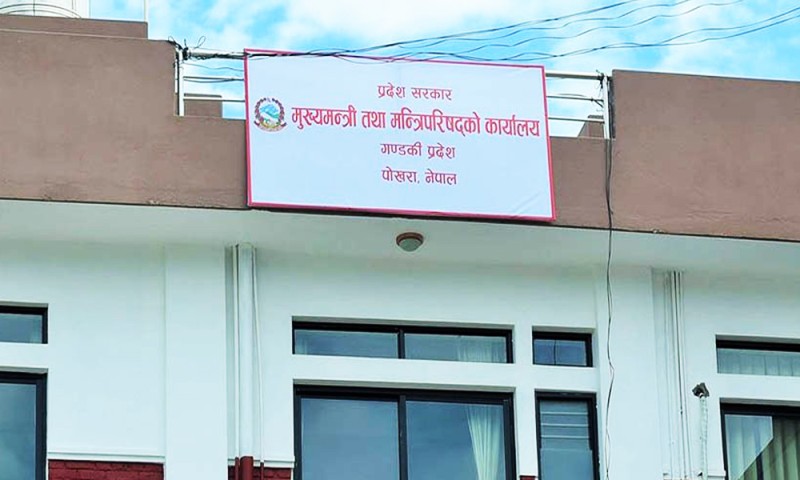 प्रदेश सरकार
मुख्यमन्त्री तथा मन्त्रिपरिषद्को कार्यालय
गण्डकी प्रदेश
पोखरा, नेपाल